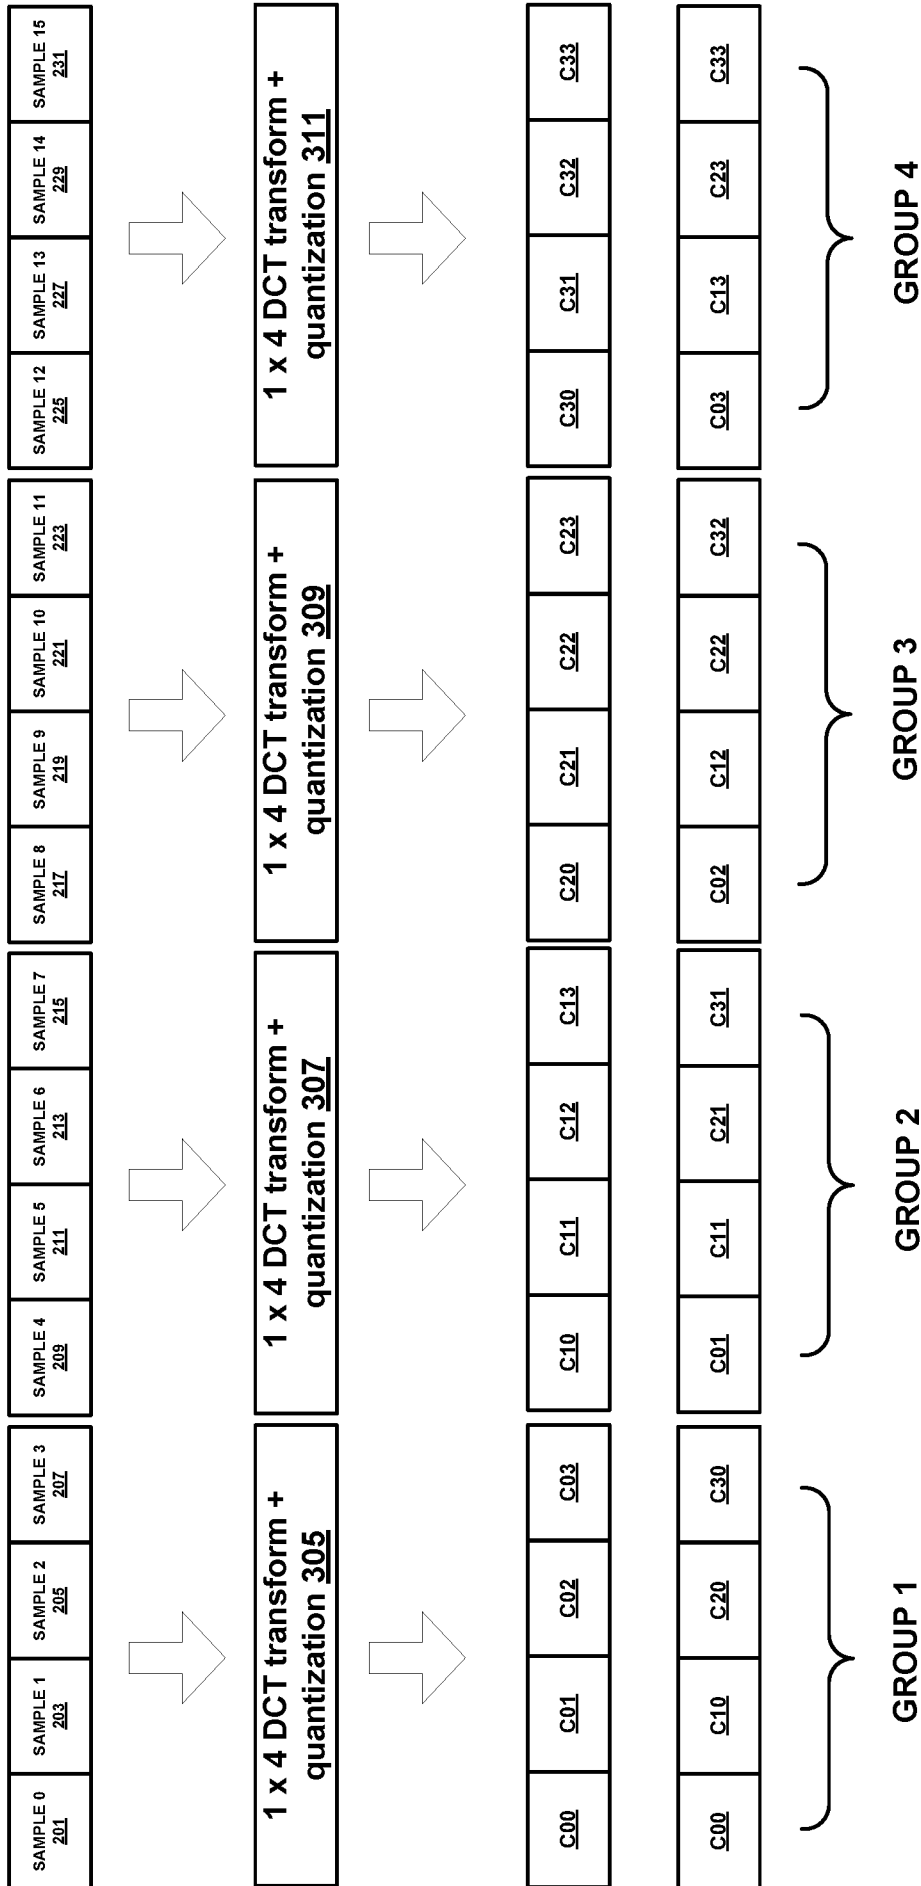 SAMPLE 0
201
SAMPLE 1
203
SAMPLE 2
205
SAMPLE 3
207
SAMPLE 4
209
SAMPLE 5
211
SAMPLE 6
213
SAMPLE 7
215
SAMPLE 8
217
SAMPLE 9
219
SAMPLE 10
221
SAMPLE 11
223
SAMPLE 12
225
SAMPLE 13
227
SAMPLE 14
229
SAMPLE 15
231
1 x 4 DCT transform +
quantization 305
1 x 4 DCT transform +
quantization 307
1 x 4 DCT transform +
quantization 309
1 x 4 DCT transform +
quantization 311
C00
C01
C02
C03
C10
C11
C12
C13
C20
C21
C22
C23
C30
C31
C32
C33
C00
C10
C20
C30
C01
C11
C21
C31
C02
C12
C22
C32
C03
C13
C23
C33
GROUP 1
GROUP 2
GROUP 3
GROUP 4